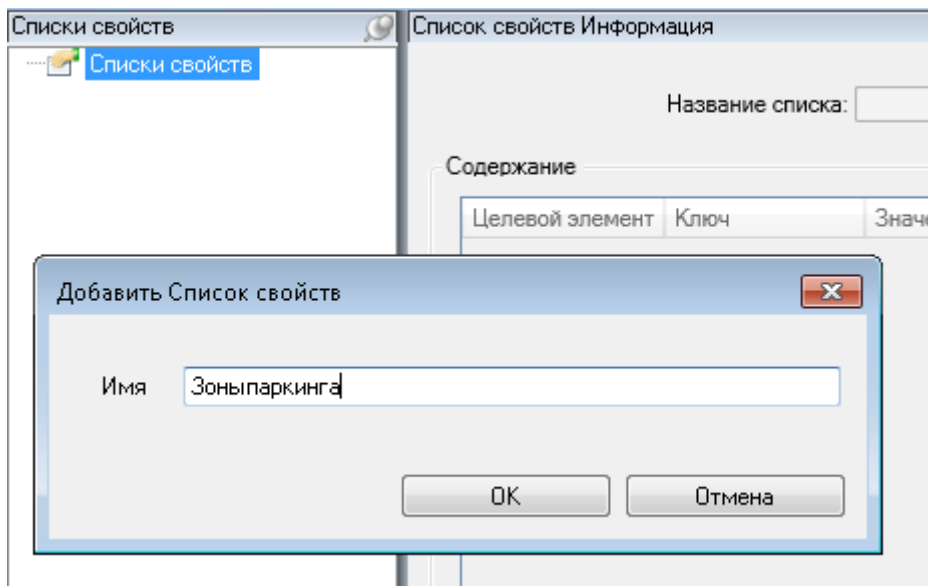 Списки свойств
Список свойств Информация
Списки свойств
Название списка:
Содержание
Целевой элемент Ключ
Добавить Список свойств
Имя Зоныпаркинга
OK Отмена